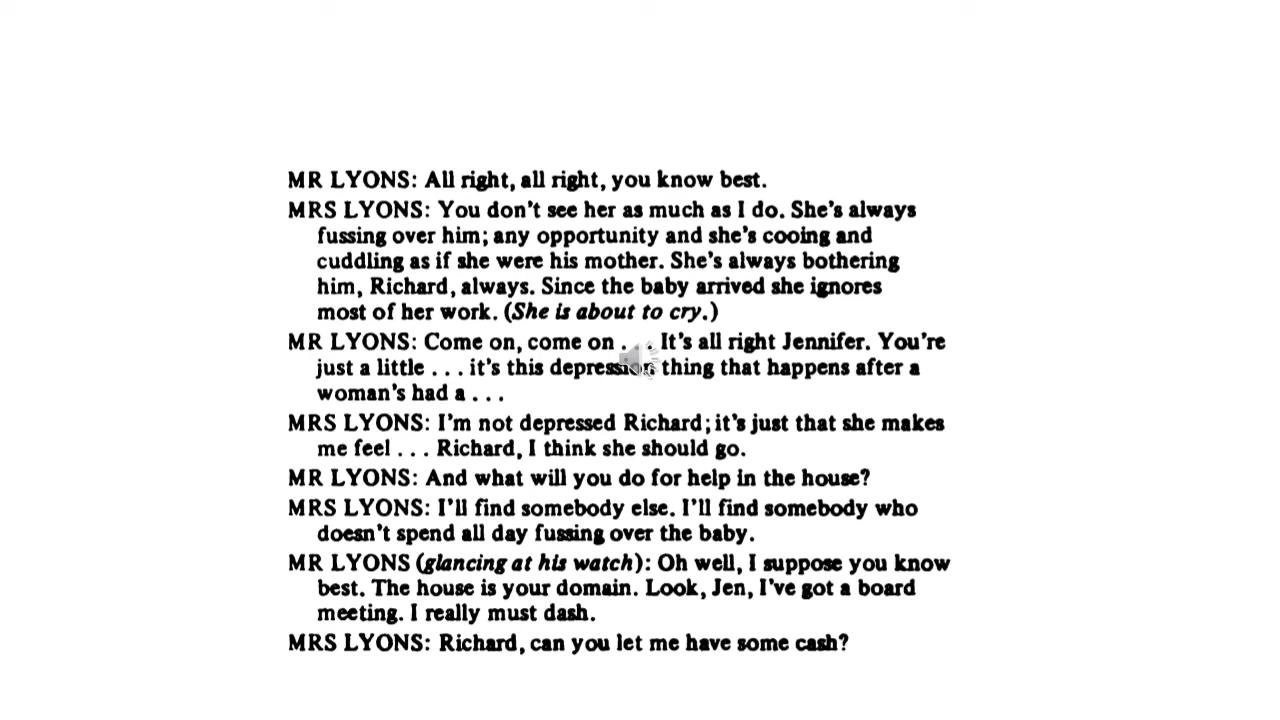 MR LYONS: All right, all right, you know best.
MRS LYONS: You don't see her as much as I do. She's always
fussing over him; any opportunity and she's cooing and
cuddling as if she were his mother. She's always bothering
him, Richard, always. Since the baby arrived she ignores
most of her work. (She is about to cry.)
MR LYONS: Come on, come on . . . It's all right Jennifer. You're
just a little . . . it's this depression thing that happens after a
woman's had a . . .
MRS LYONS: I'm not depressed Richard; it's just that she makes
me feel . . . Richard, I think she should go.
MR LYONS: And what will you do for help in the house?
MRS LYONS: I'll find somebody else. I'll find somebody who
doesn't spend all day fussing over the baby.
MR LYONS (glancing at his watch): Oh well, I suppose you know
best. The house is your domain. Look, Jen, I've got a board
meeting. I really must dash.
MRS LYONS: Richard, can you let me have some cash?